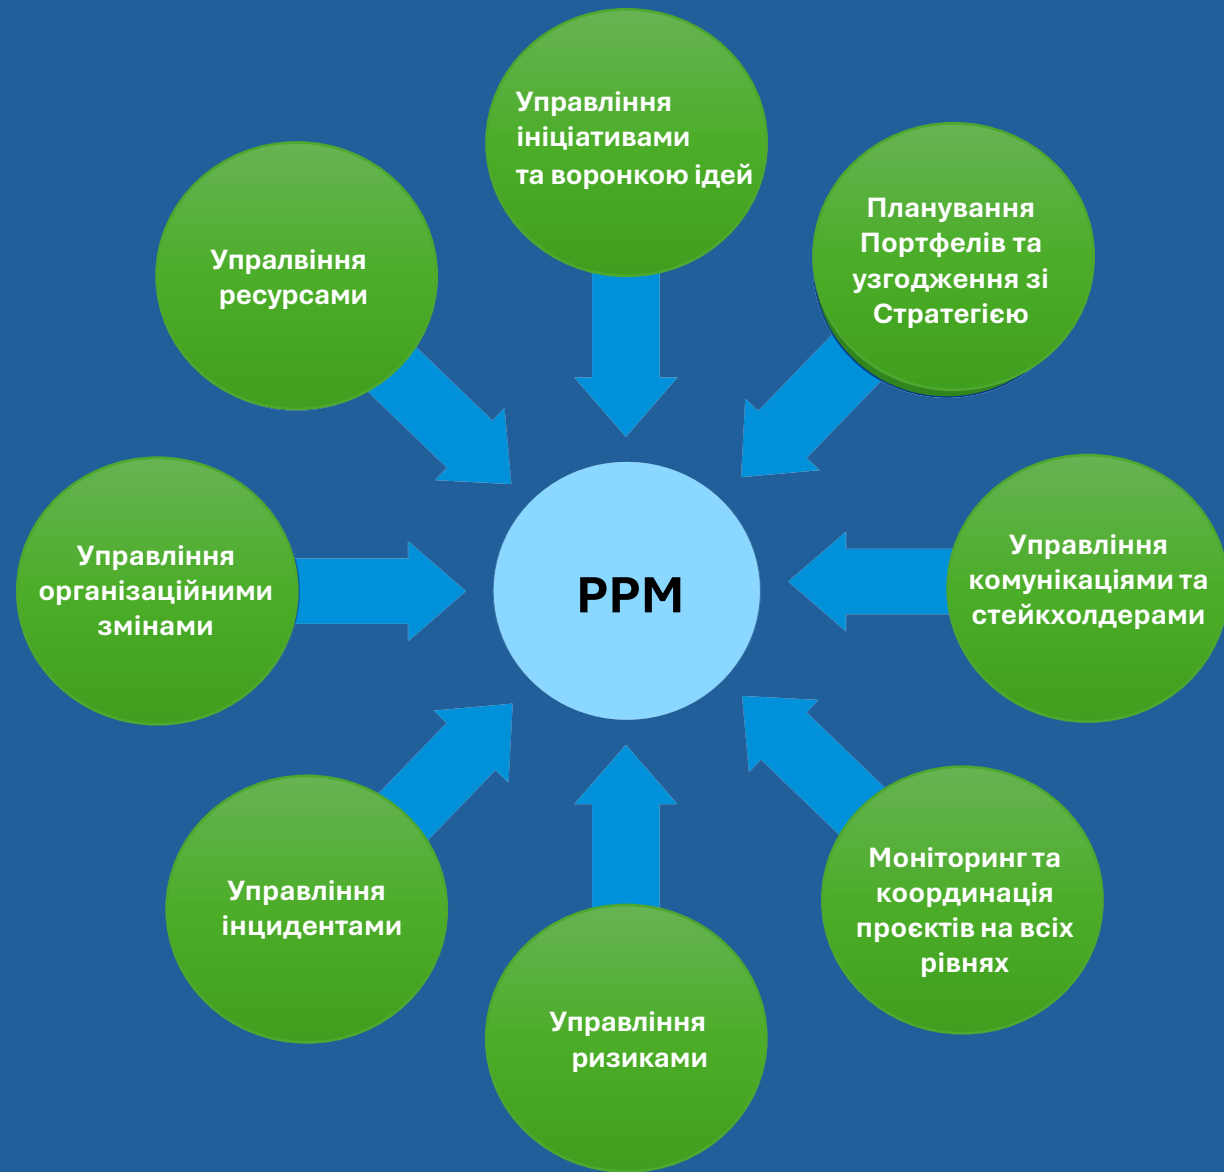 Управління
ініціативами
та воронкою ідей
Планування
Портфелів та
узгодження зі
Стратегією
Упралвіння
ресурсами
Управління
організаційними
змінами
PPM
Управління
комунікаціями та
стейкхолдерами
Управління
інцидентами
Моніторинг та
координація
проєктів на всіх
рівнях
Управління
ризиками